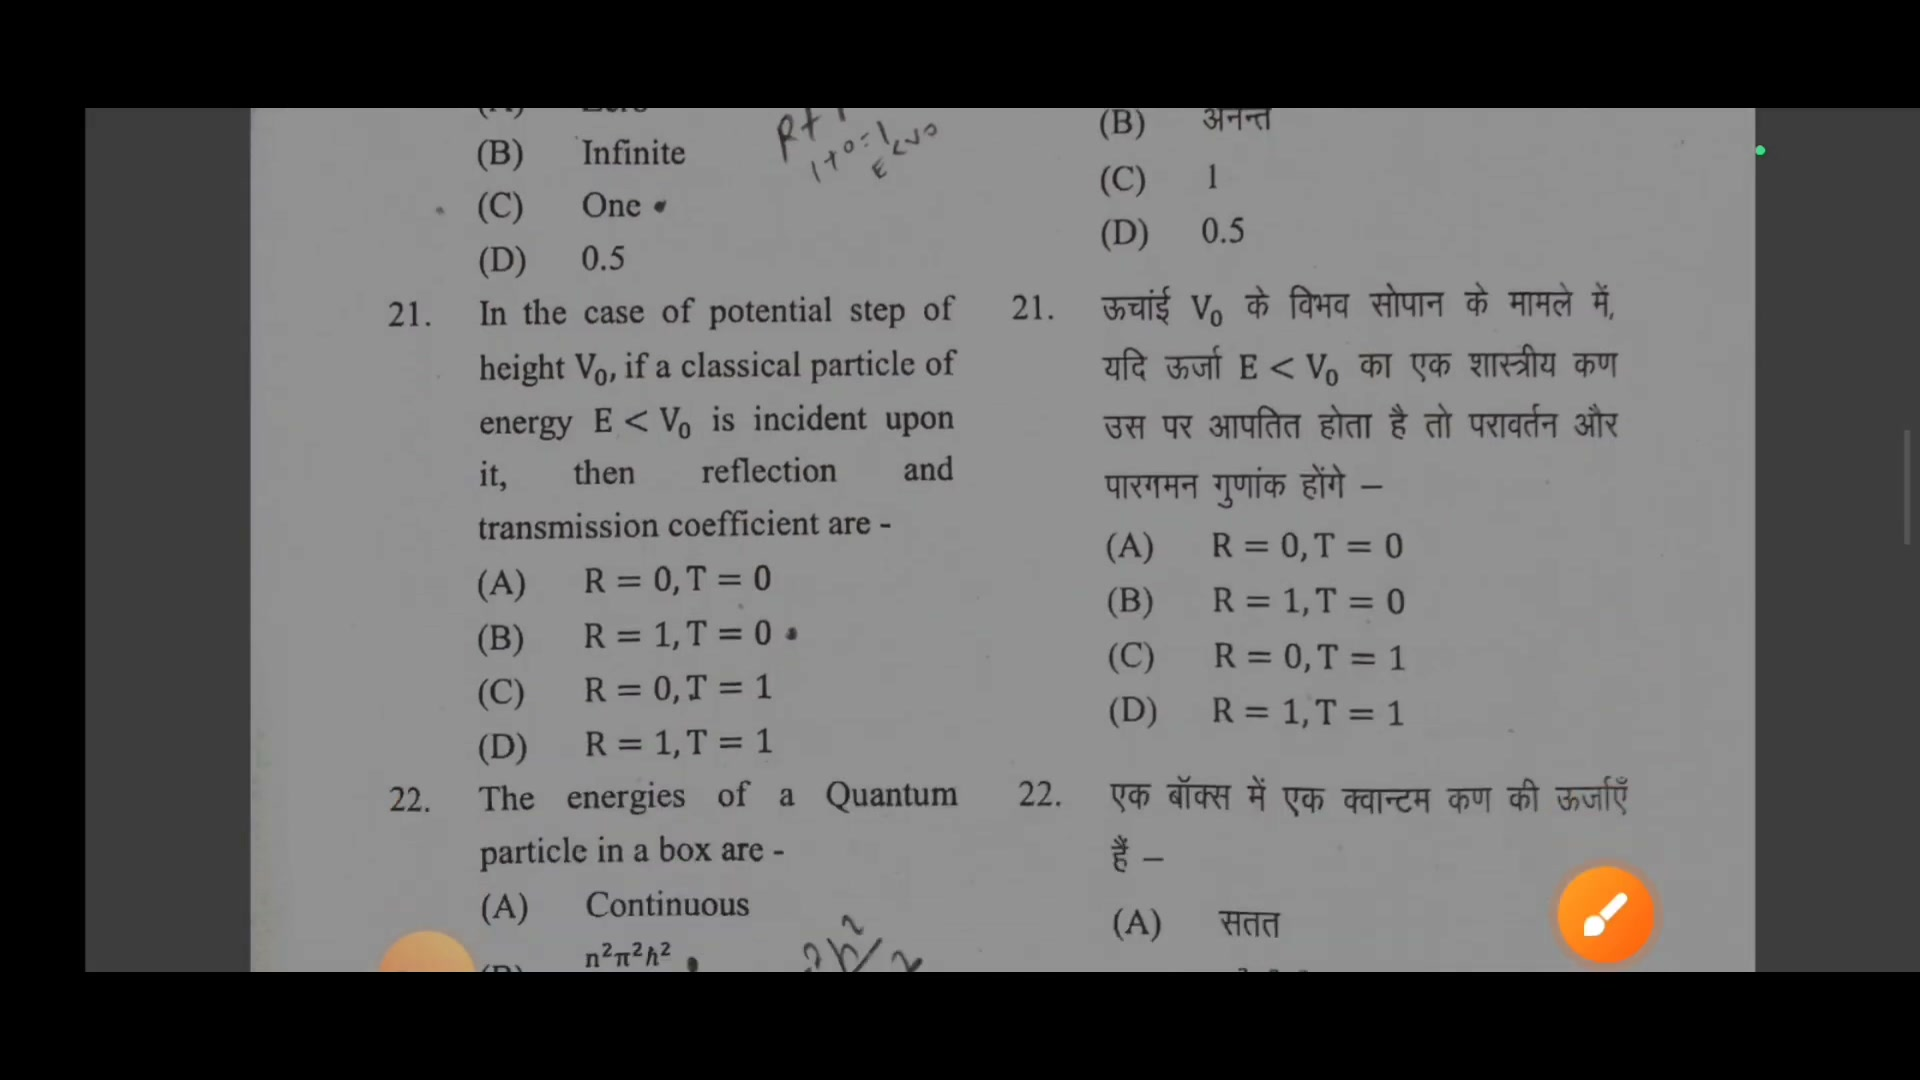 (B) Infinite
(C) One
(D) 0.5
21. In the case of potential step of
height V₀, if a classical particle of
energy E < V₀ is incident upon
it, then reflection and
transmission coefficient are -
(A) R = 0, T = 0
(B) R = 1, T = 0
(C) R = 0, T = 1
(D) R = 1, T = 1
22. The energies of a Quantum
particle in a box are -
(A) Continuous
n²π²ℏ²
1+0=1
E<V0
(B) अनन्त
(C) 1
(D) 0.5
21. ऊचांई V₀ के विभव सोपान के मामले में,
यदि ऊर्जा E < V₀ का एक शास्त्रीय कण
उस पर आपतित होता है तो परावर्तन और
पारगमन गुणांक होंगे –
(A) R = 0, T = 0
(B) R = 1, T = 0
(C) R = 0, T = 1
(D) R = 1, T = 1
22. एक बॉक्स में एक क्वान्टम कण की ऊर्जाएँ
हैं –
(A) सतत